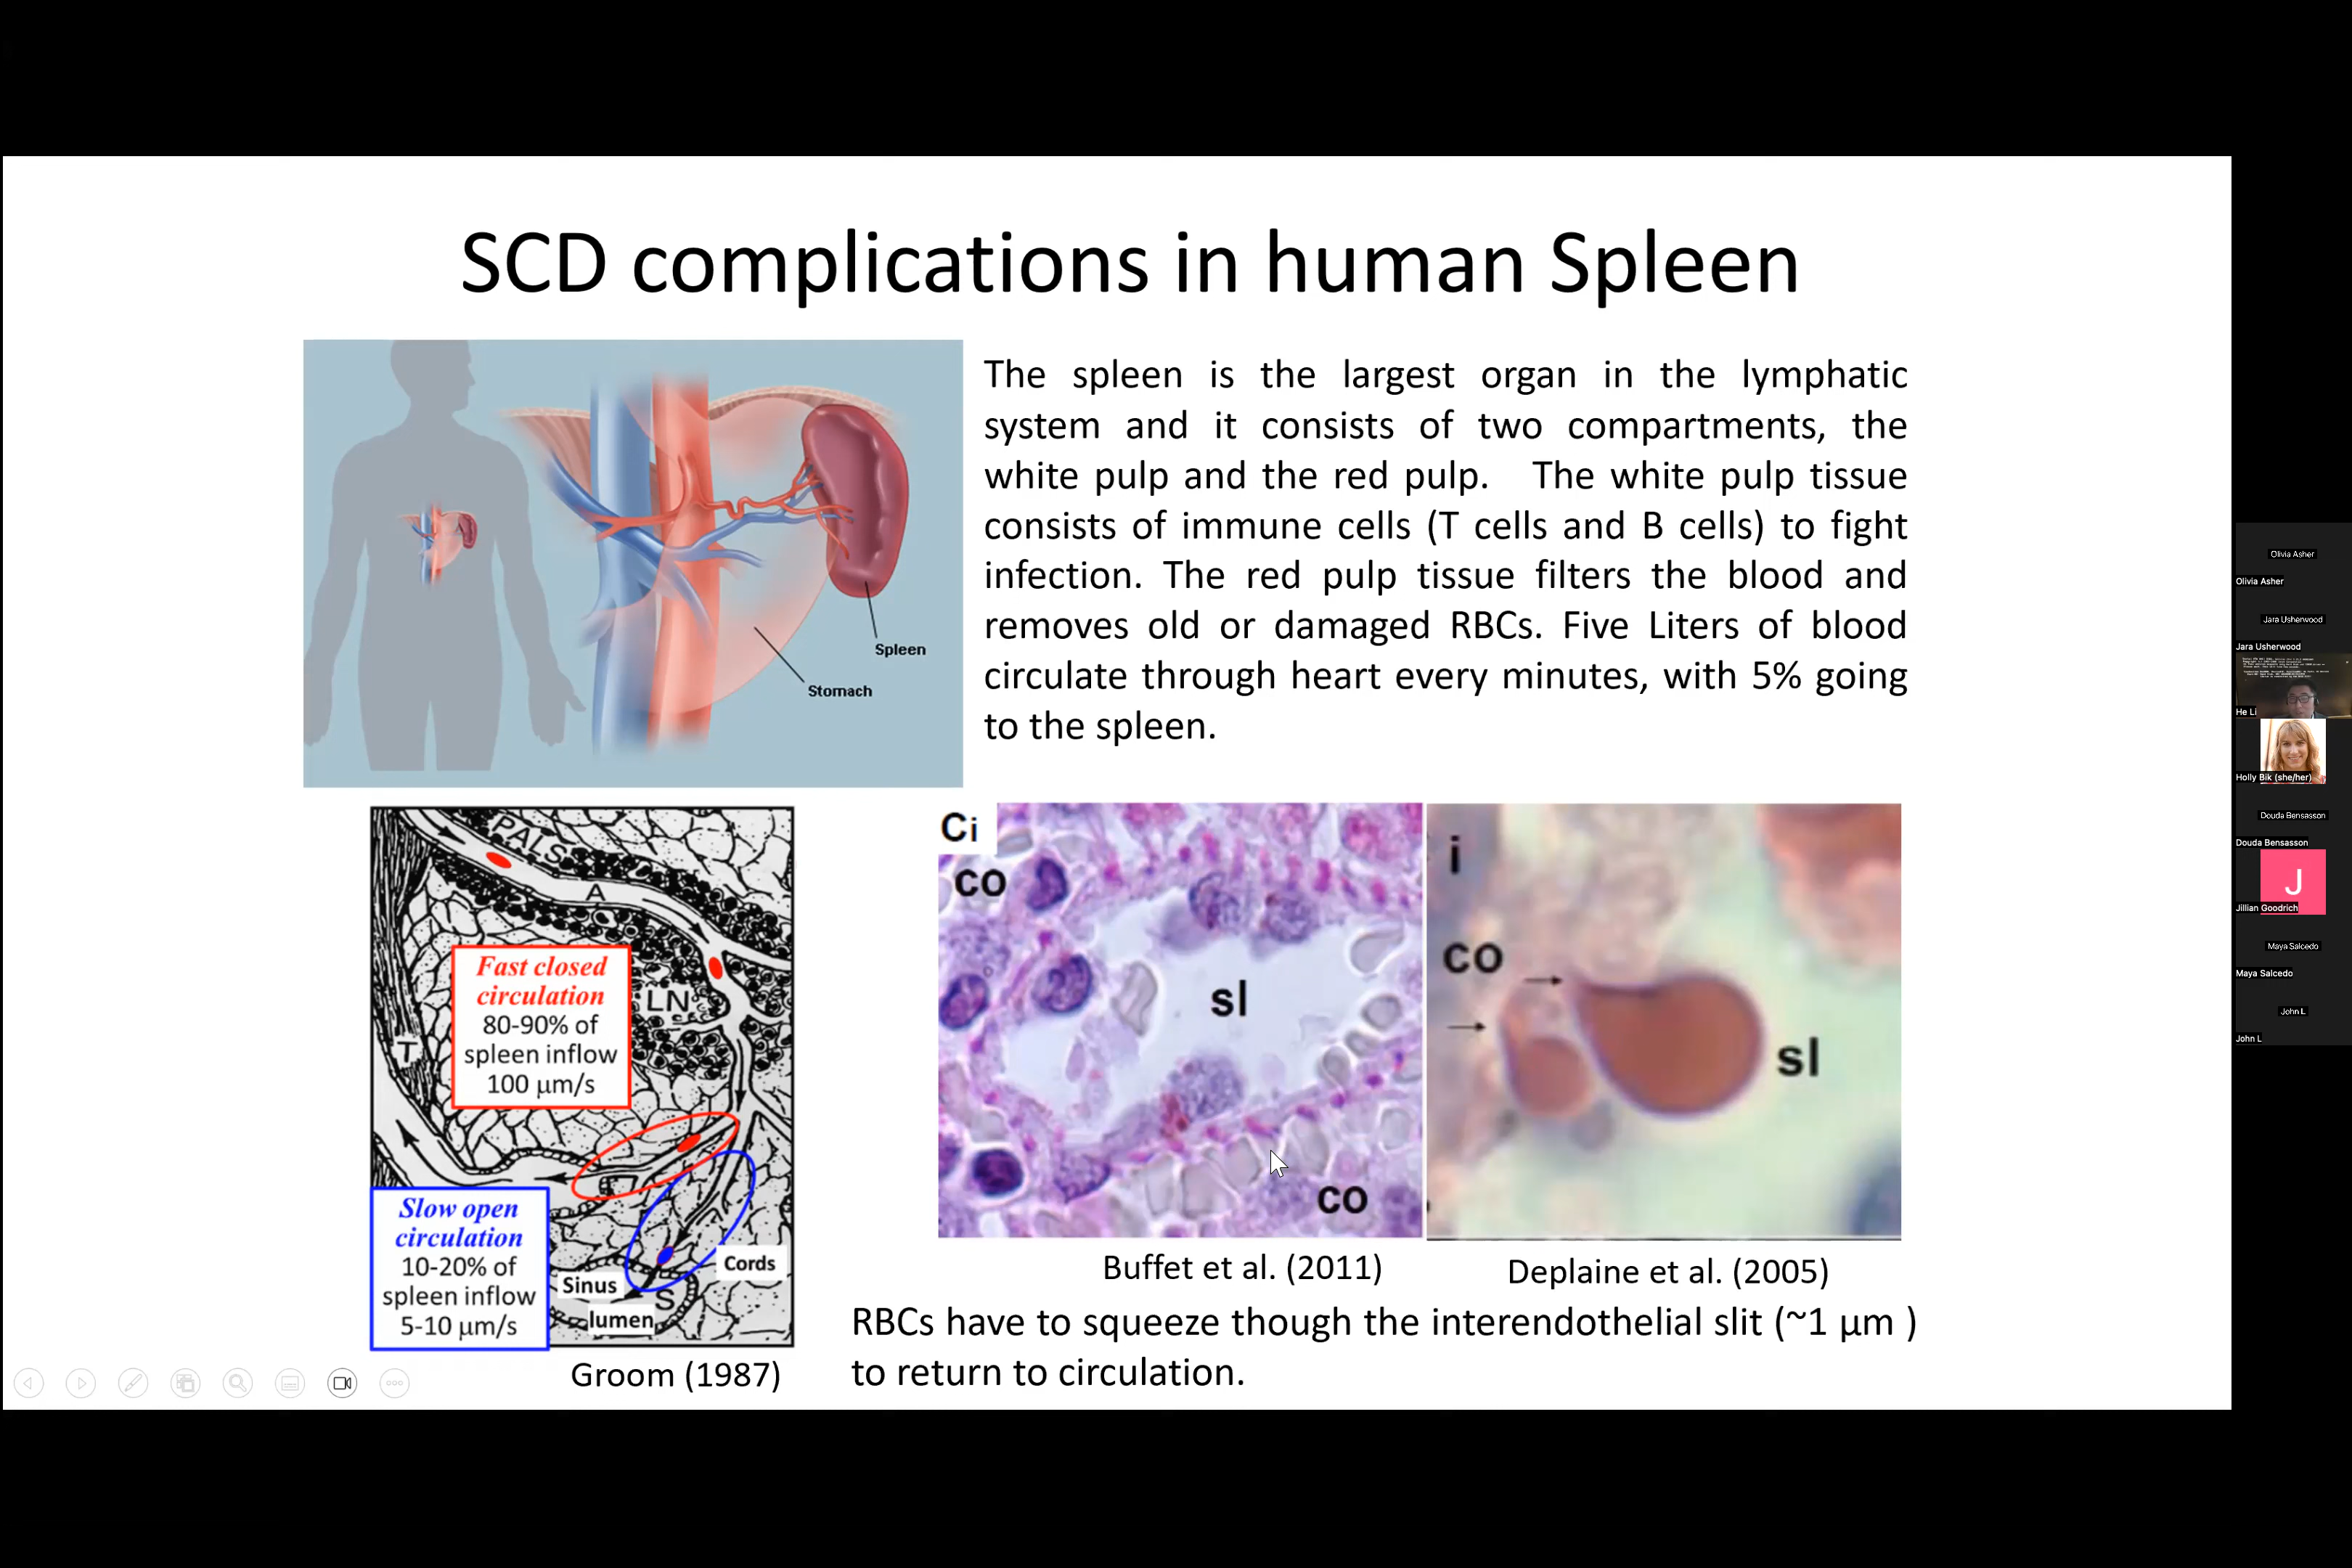 SCD complications in human Spleen
Spleen
Stomach
The spleen is the largest organ in the lymphatic
system and it consists of two compartments, the
white pulp and the red pulp. The white pulp tissue
consists of immune cells (T cells and B cells) to fight
infection. The red pulp tissue filters the blood and
removes old or damaged RBCs. Five Liters of blood
circulate through heart every minutes, with 5% going
to the spleen.
PALS
A
LN
T
Fast closed
circulation
80-90% of
spleen inflow
100 μm/s
Slow open
circulation
10-20% of
spleen inflow
5-10 μm/s
Sinus
lumen
S
Cords
Groom (1987)
Ci
co
sl
co
Buffet et al. (2011)
i
co
sl
Deplaine et al. (2005)
RBCs have to squeeze though the interendothelial slit (~1 μm )
to return to circulation.
Olivia Asher
Olivia Asher
Jara Usherwood
Jara Usherwood
He Li
Holly Bik (she/her)
Douda Bensasson
Douda Bensasson
J
Jillian Goodrich
Maya Salcedo
Maya Salcedo
John L
John L